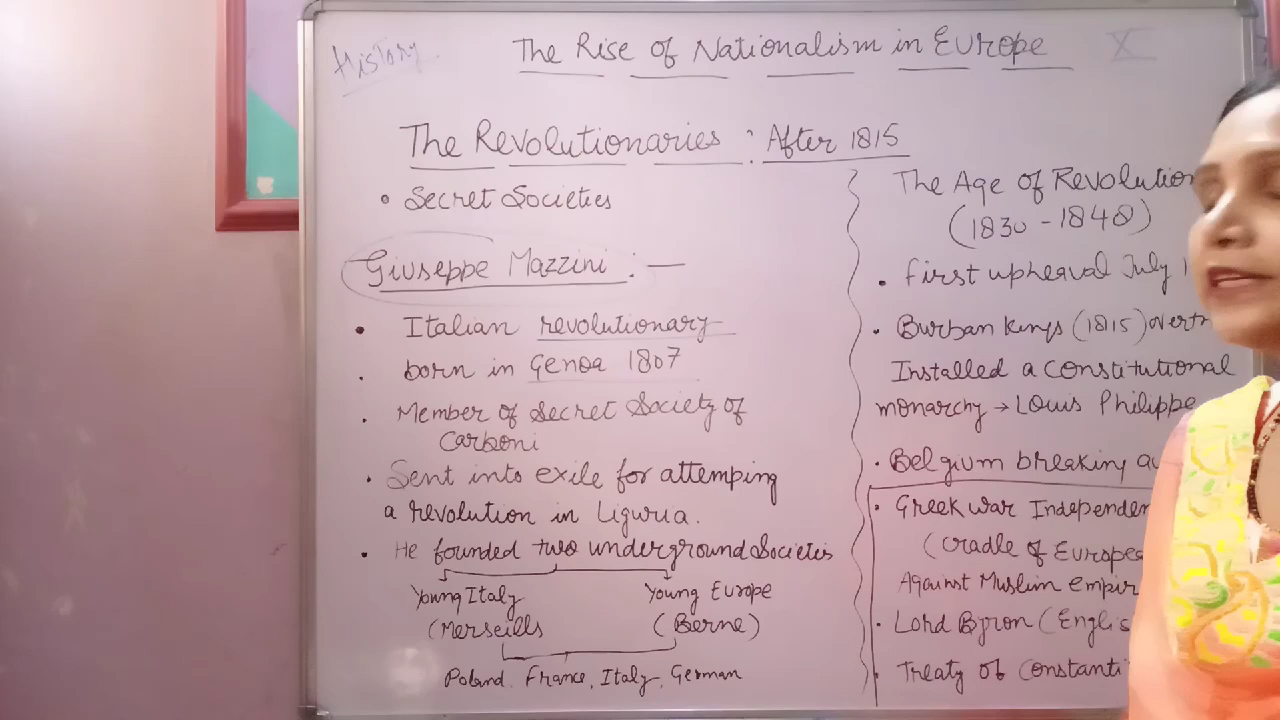 History
The Rise of Nationalism in Europe
X
The Revolutionaries : After 1815
• Secret Societies
Giuseppe Mazzini : —
• Italian revolutionary
. born in Genoa 1807
. Member of Secret Society of
Carboni
. Sent into exile for attemping
a revolution in Liguria.
• He founded two underground Societies
Young Italy
(Merseills
Young Europe
(Berne)
Poland, France, Italy, German
The Age of Revolution
(1830 - 1848)
• First upheaval July 1
• Burban kings (1815) overth
Installed a constitutional
monarchy → Louis Philippe
• Belgium breaking a
• Greek war Independen
(Cradle of Europea
Against Muslim empir
• Lord Byron (Englis
• Treaty of Constanti